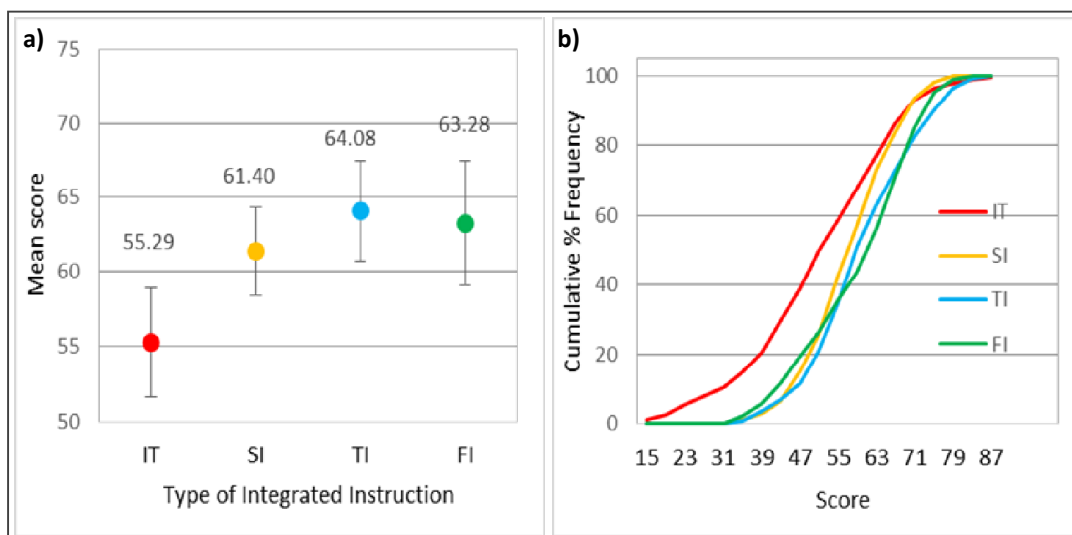 a)
75
70
65
60
55
50
Mean score
55.29
61.40
64.08
63.28
IT SI TI FI
Type of Integrated Instruction
b)
100
80
60
40
20
0
Cumulative % Frequency
IT
SI
TI
FI
15 23 31 39 47 55 63 71 79 87
Score